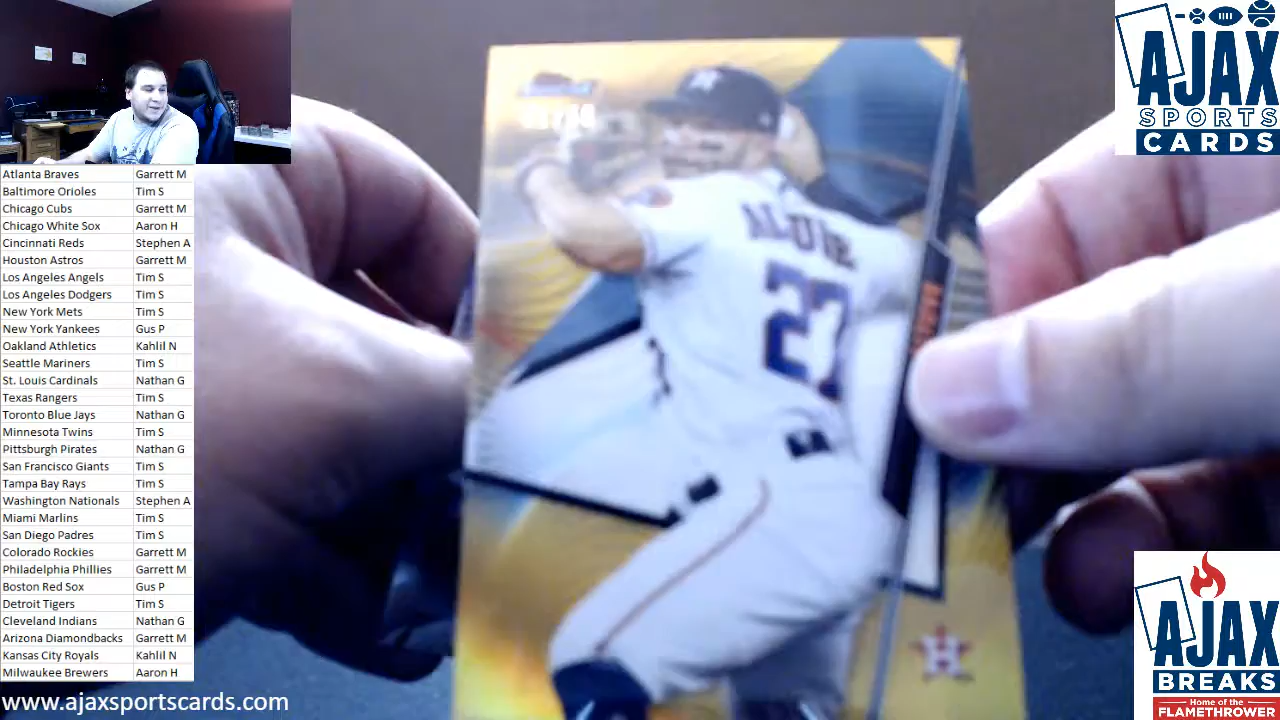 AJAX
SPORTS
CARDS
Atlanta Braves Garrett M
Baltimore Orioles Tim S
Chicago Cubs Garrett M
Chicago White Sox Aaron H
Cincinnati Reds Stephen A
Houston Astros Garrett M
Los Angeles Angels Tim S
Los Angeles Dodgers Tim S
New York Mets Tim S
New York Yankees Gus P
Oakland Athletics Kahlil N
Seattle Mariners Tim S
St. Louis Cardinals Nathan G
Texas Rangers Tim S
Toronto Blue Jays Nathan G
Minnesota Twins Tim S
Pittsburgh Pirates Nathan G
San Francisco Giants Tim S
Tampa Bay Rays Tim S
Washington Nationals Stephen A
Miami Marlins Tim S
San Diego Padres Tim S
Colorado Rockies Garrett M
Philadelphia Phillies Garrett M
Boston Red Sox Gus P
Detroit Tigers Tim S
Cleveland Indians Nathan G
Arizona Diamondbacks Garrett M
Kansas City Royals Kahlil N
Milwaukee Brewers Aaron H
ALTUVE
27
H
AJAX
BREAKS
Home of the
FLAMETHROWER
www.ajaxsportscards.com